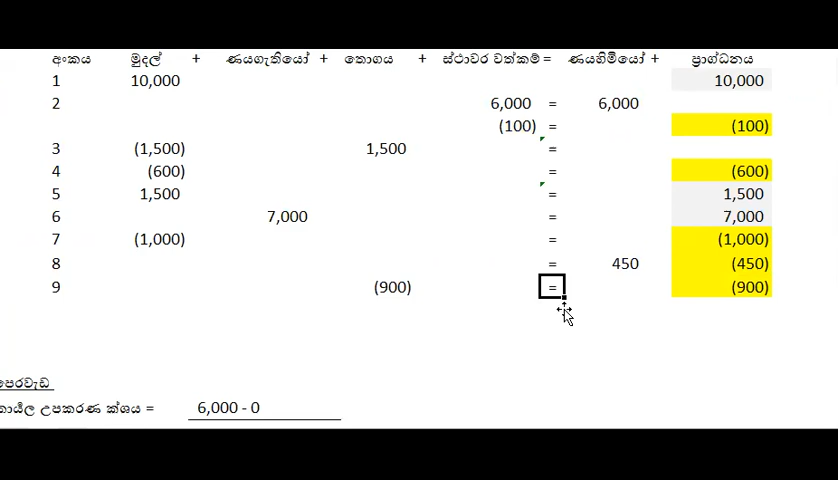 අංකය මුදල් + ණයගැතියෝ + තොගය + ස්ථාවර වත්කම් = ණයහිමියෝ + ප්‍රාග්ධනය
1 10,000 10,000
2 6,000 = 6,000
(100) = (100)
3 (1,500) 1,500 =
4 (600) = (600)
5 1,500 = 1,500
6 7,000 = 7,000
7 (1,000) = (1,000)
8 = 450 (450)
9 (900) = (900)
පෙරවැඩ
උපකරණ ක්ශය = 6,000 - 0